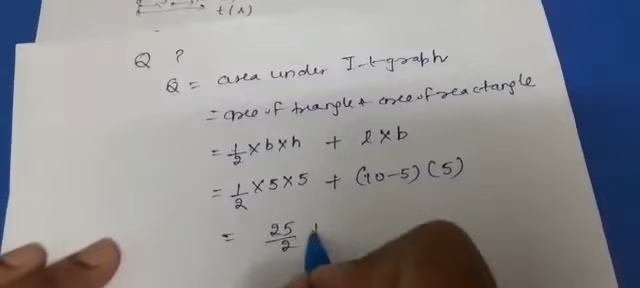 t(s)
Q ?
Q = area under I-t graph
= area of triangle + area of reactangle
= 1/2 × b × h + l × b
= 1/2 × 5 × 5 + (10-5) (5)
= 25/2